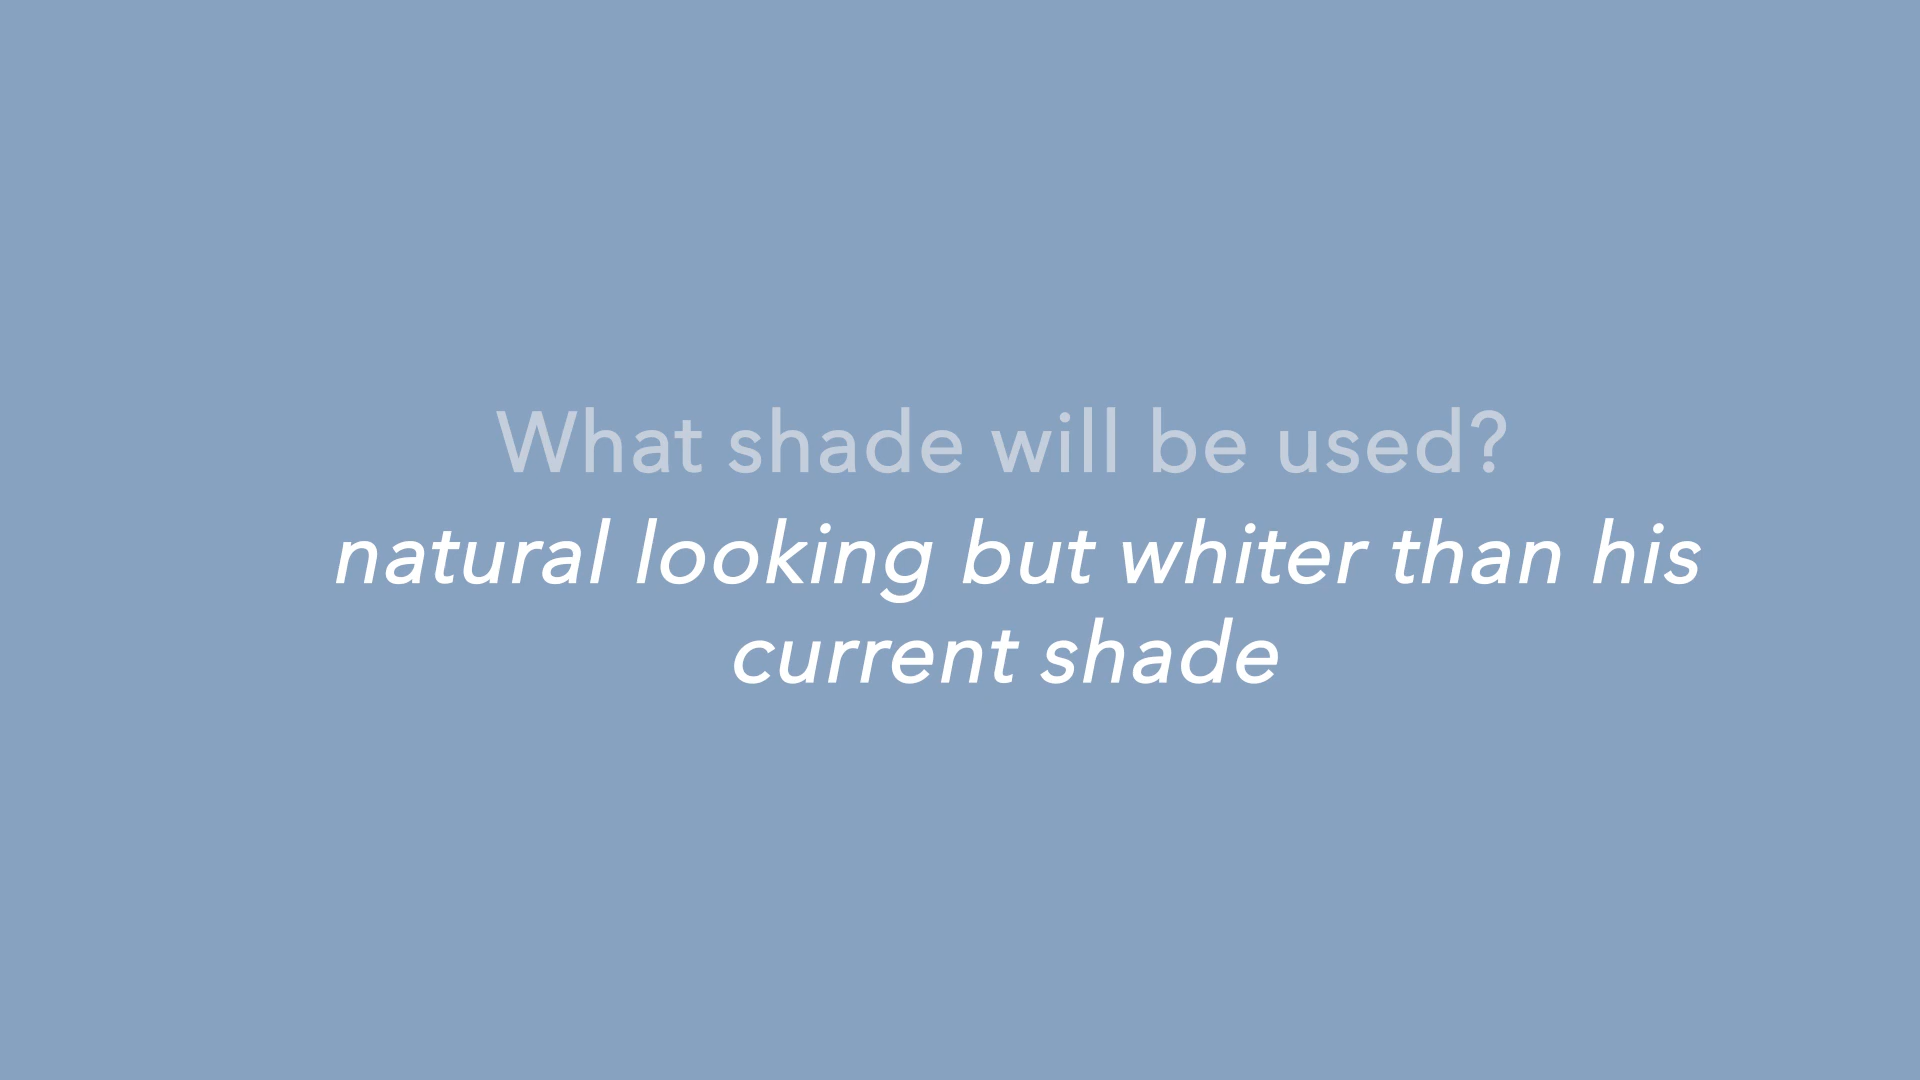 What shade will be used?
natural looking but whiter than his
current shade